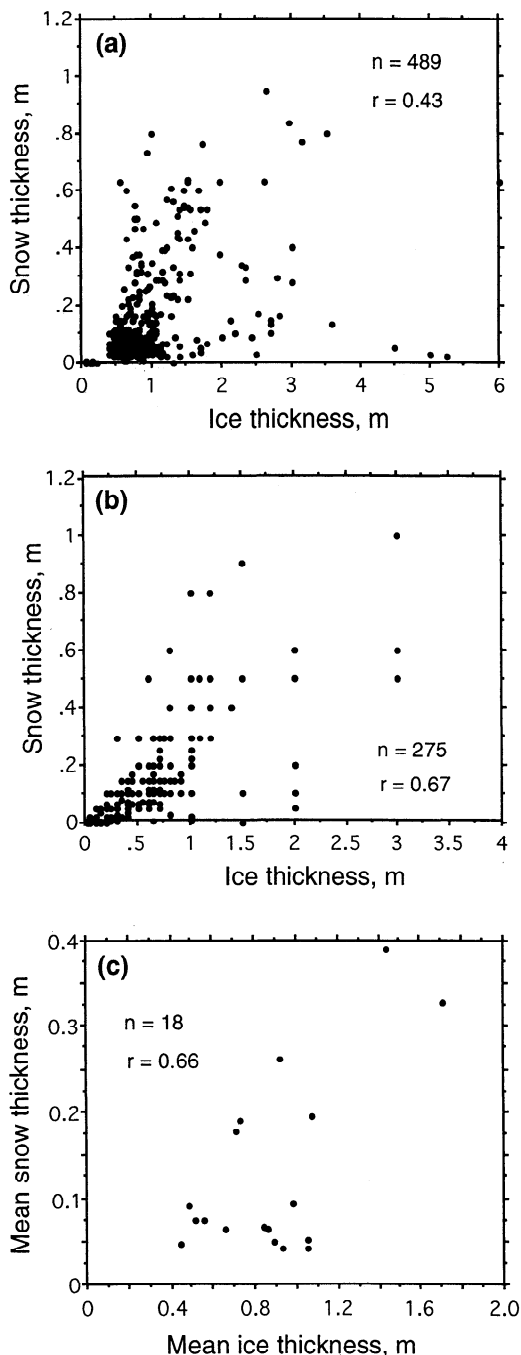 1.2
(a)
n = 489
r = 0.43
1
.8
.6
.4
.2
0
Snow thickness, m
0 1 2 3 4 5 6
Ice thickness, m
1.2
(b)
1
.8
.6
.4
.2
0
Snow thickness, m
n = 275
r = 0.67
0 .5 1 1.5 2 2.5 3 3.5 4
Ice thickness, m
0.4
(c)
n = 18
r = 0.66
0.3
0.2
0.1
0
Mean snow thickness, m
0 0.4 0.8 1.2 1.6 2.0
Mean ice thickness, m